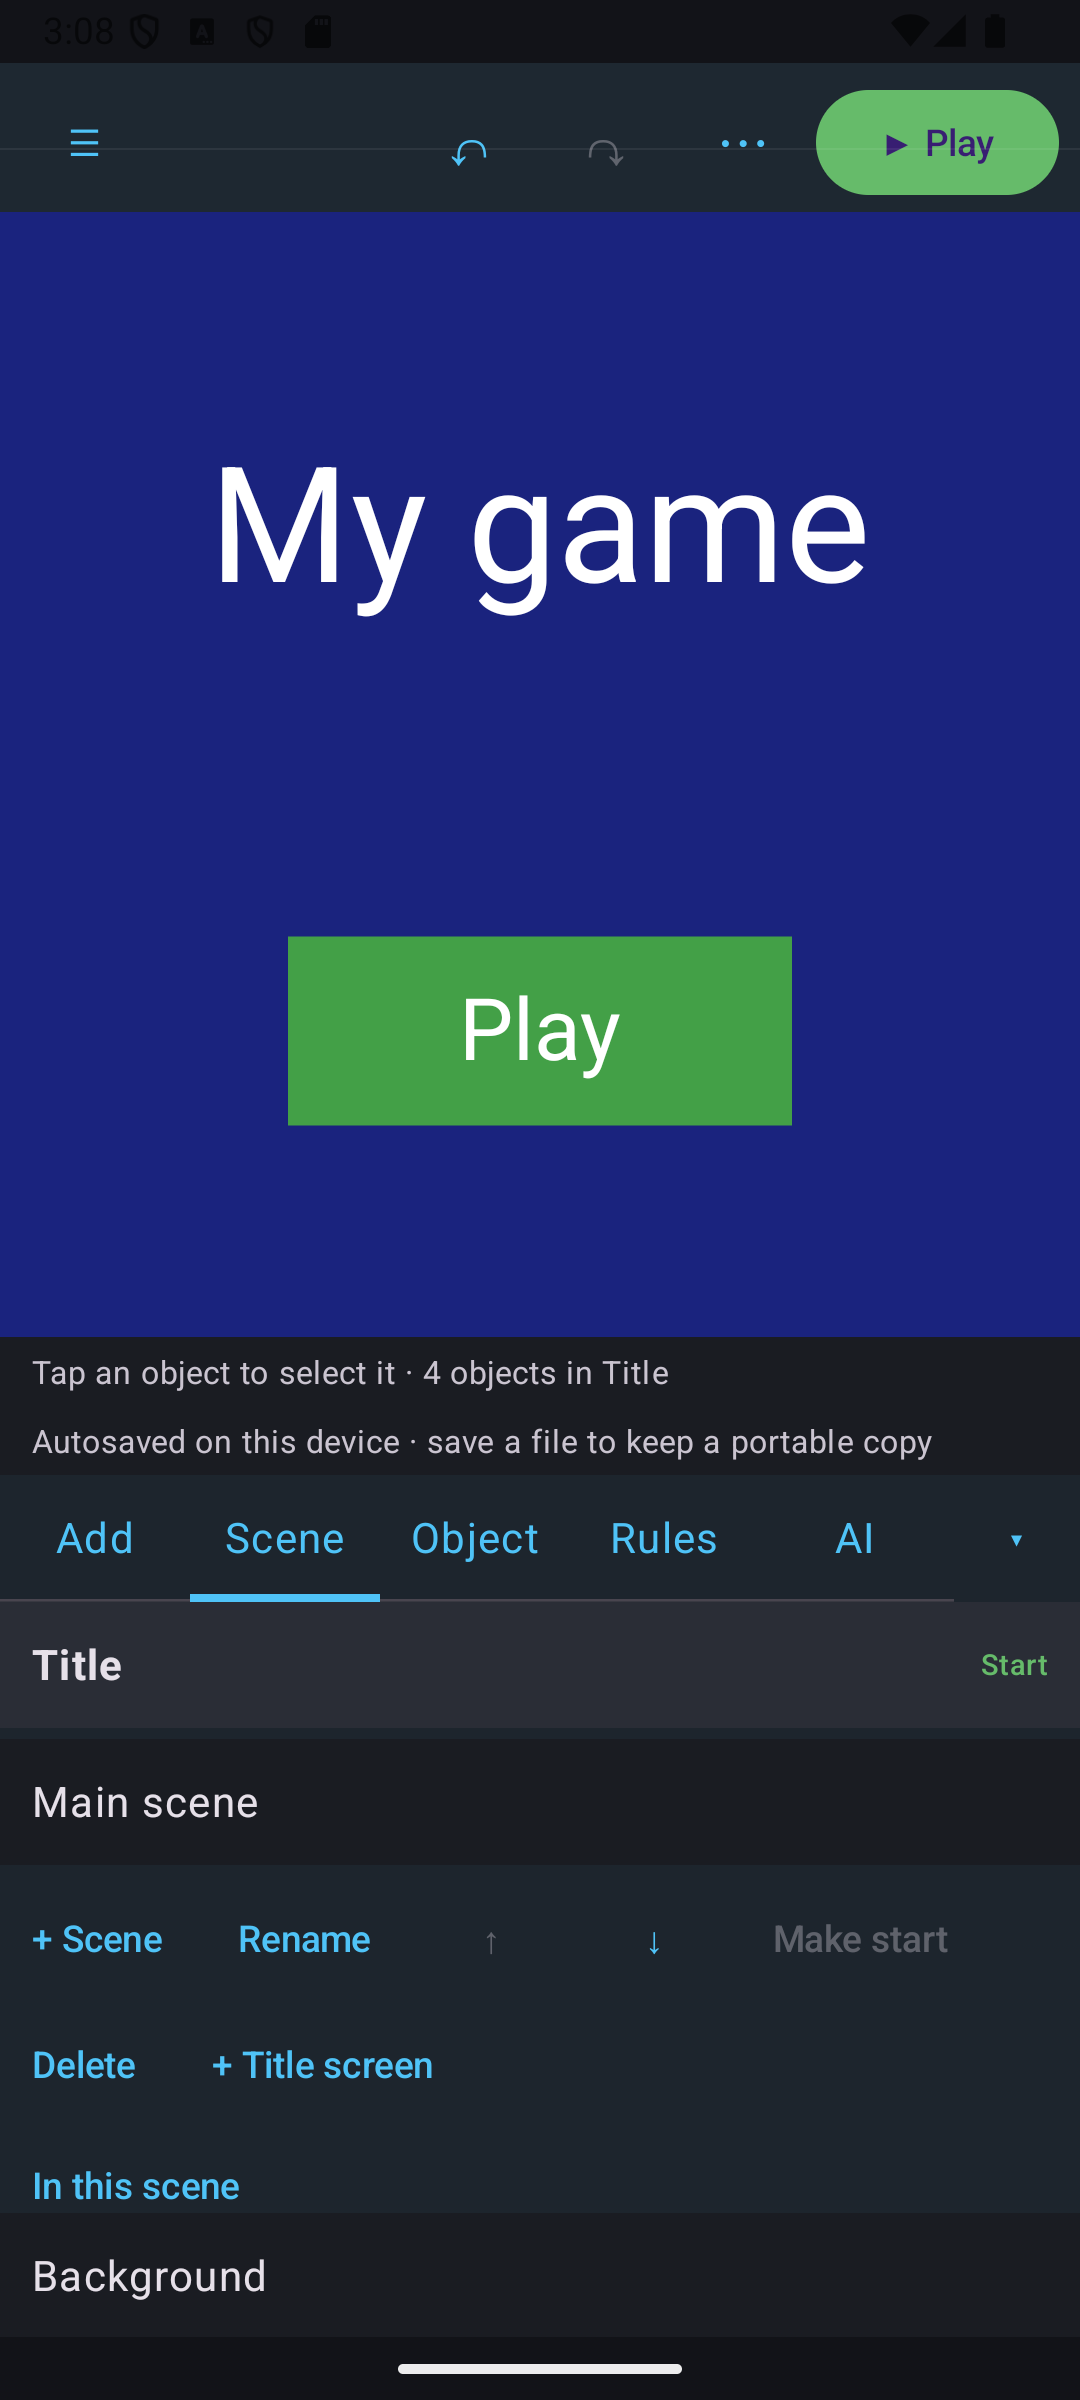 3:08
Play
My game
Play
Tap an object to select it · 4 objects in Title
Autosaved on this device · save a file to keep a portable copy
Add Scene Object Rules AI
Title Start
Main scene
+ Scene Rename ↑ ↓ Make start
Delete + Title screen
In this scene
Background